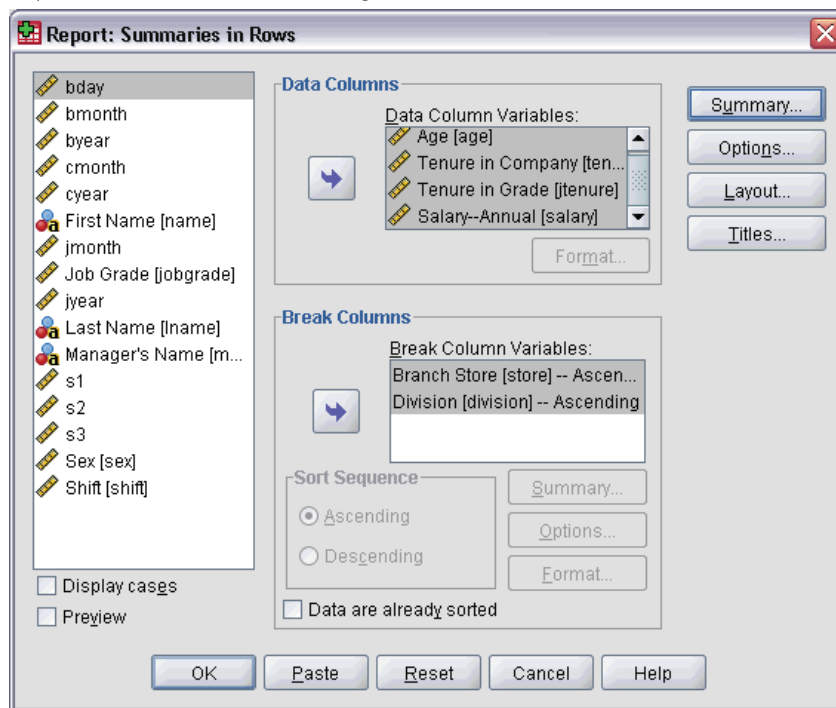 Report: Summaries in Rows
bday
bmonth
byear
cmonth
cyear
First Name [name]
jmonth
Job Grade [jobgrade]
jyear
Last Name [lname]
Manager's Name [m...
s1
s2
s3
Sex [sex]
Shift [shift]
Display cases
Preview
Data Columns
Data Column Variables:
Age [age]
Tenure in Company [ten...
Tenure in Grade [jtenure]
Salary--Annual [salary]
Format...
Break Columns
Break Column Variables:
Branch Store [store] -- Ascen...
Division [division] -- Ascending
Sort Sequence
Ascending
Descending
Summary...
Options...
Format...
Data are already sorted
Summary...
Options...
Layout...
Titles...
OK
Paste
Reset
Cancel
Help